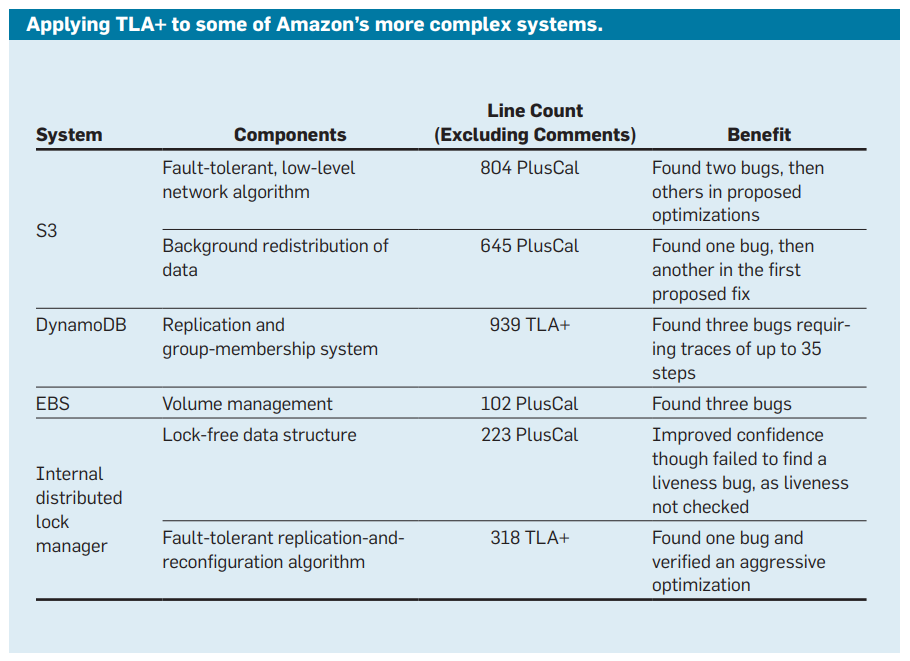 Applying TLA+ to some of Amazon’s more complex systems.
System
Components
Line Count
(Excluding Comments)
Benefit
S3
Fault-tolerant, low-level
network algorithm
804 PlusCal
Found two bugs, then
others in proposed
optimizations
Background redistribution of
data
645 PlusCal
Found one bug, then
another in the first
proposed fix
DynamoDB
Replication and
group-membership system
939 TLA+
Found three bugs requir-
ing traces of up to 35
steps
EBS
Volume management
102 PlusCal
Found three bugs
Internal
distributed
lock
manager
Lock-free data structure
223 PlusCal
Improved confidence
though failed to find a
liveness bug, as liveness
not checked
Fault-tolerant replication-and-
reconfiguration algorithm
318 TLA+
Found one bug and
verified an aggressive
optimization